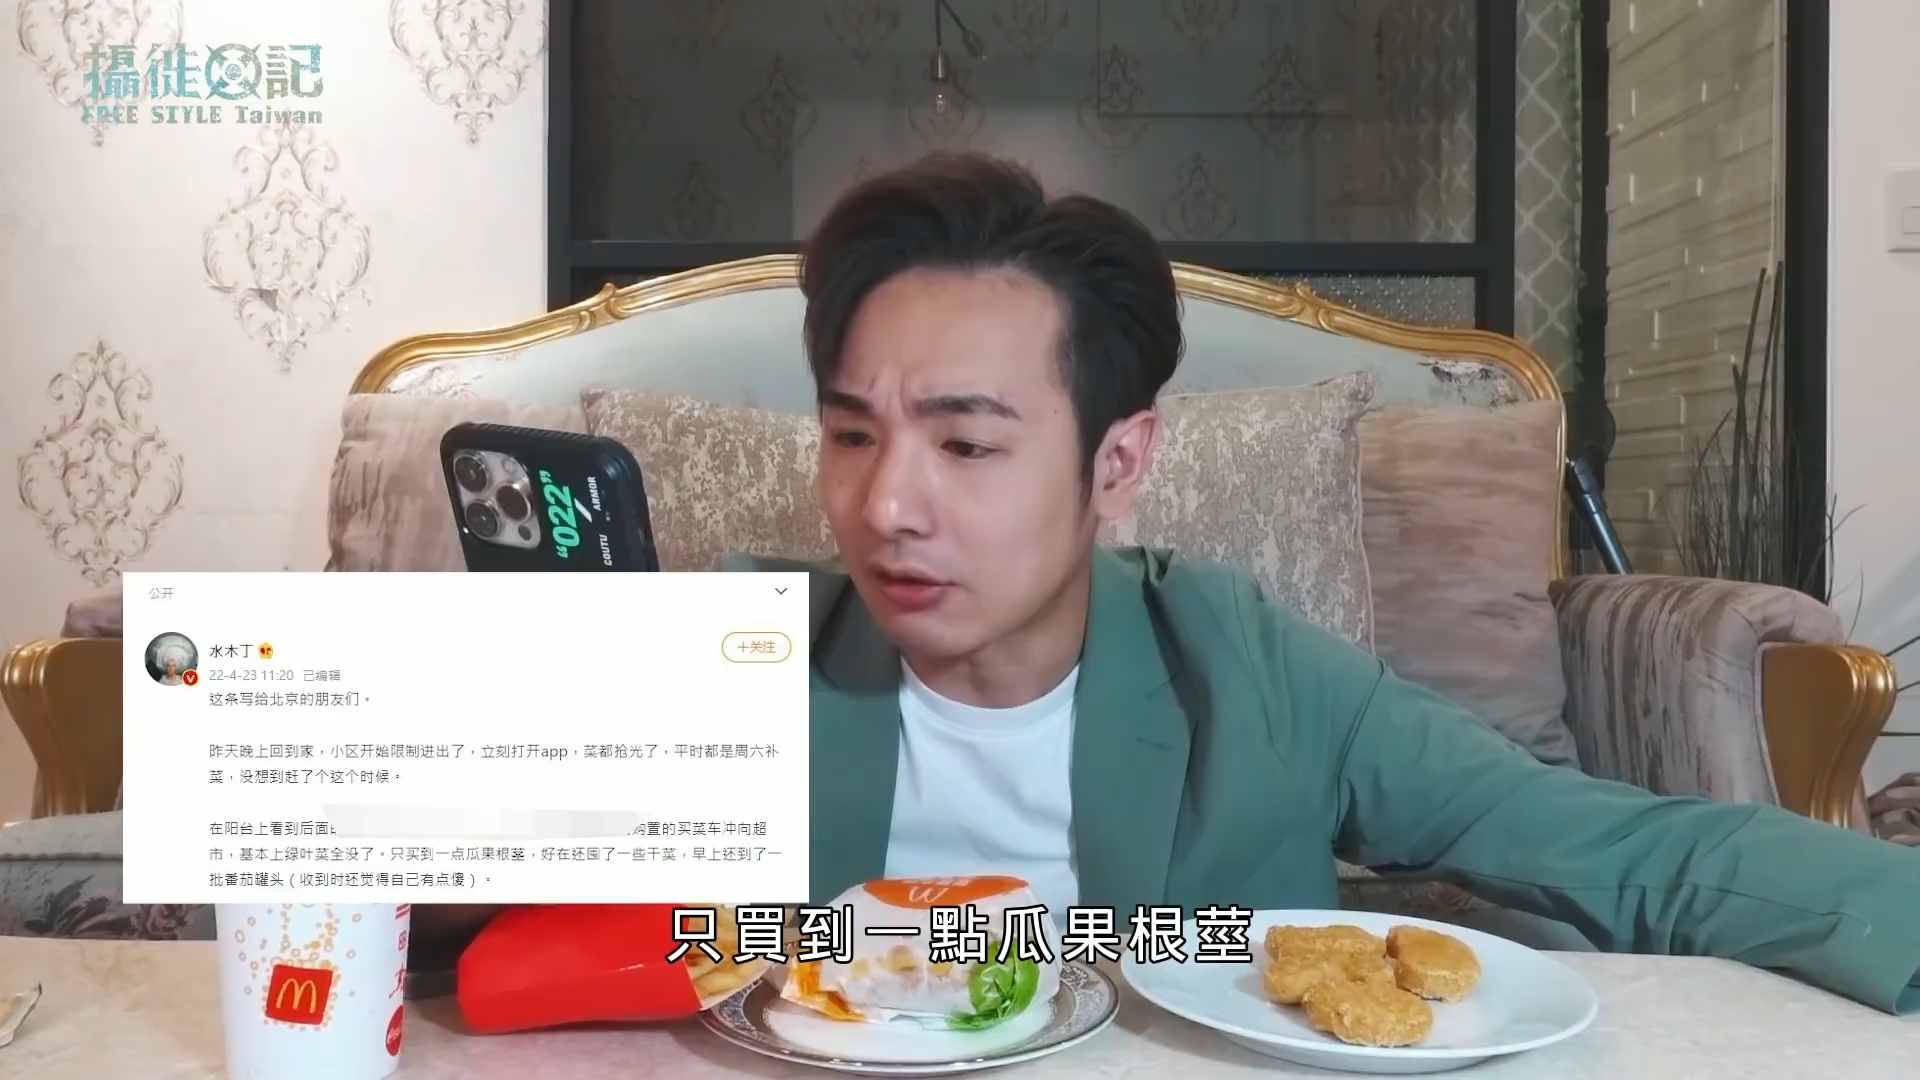 攝徙日記
FREE STYLE Taiwan
"022"
COUTU
ARMOR
公开
水木丁
+关注
22-4-23 11:20 已编辑
这条写给北京的朋友们。
昨天晚上回到家，小区开始限制进出了，立刻打开app，菜都抢光了，平时都是周六补
菜，没想到赶了个这个时候。
在阳台上看到后面 购置的买菜车冲向超
市，基本上绿叶菜全没了。只买到一点瓜果根茎，好在还囤了一些干菜，早上还到了一
批番茄罐头（收到时还觉得自己有点傻）。
只買到一點瓜果根莖